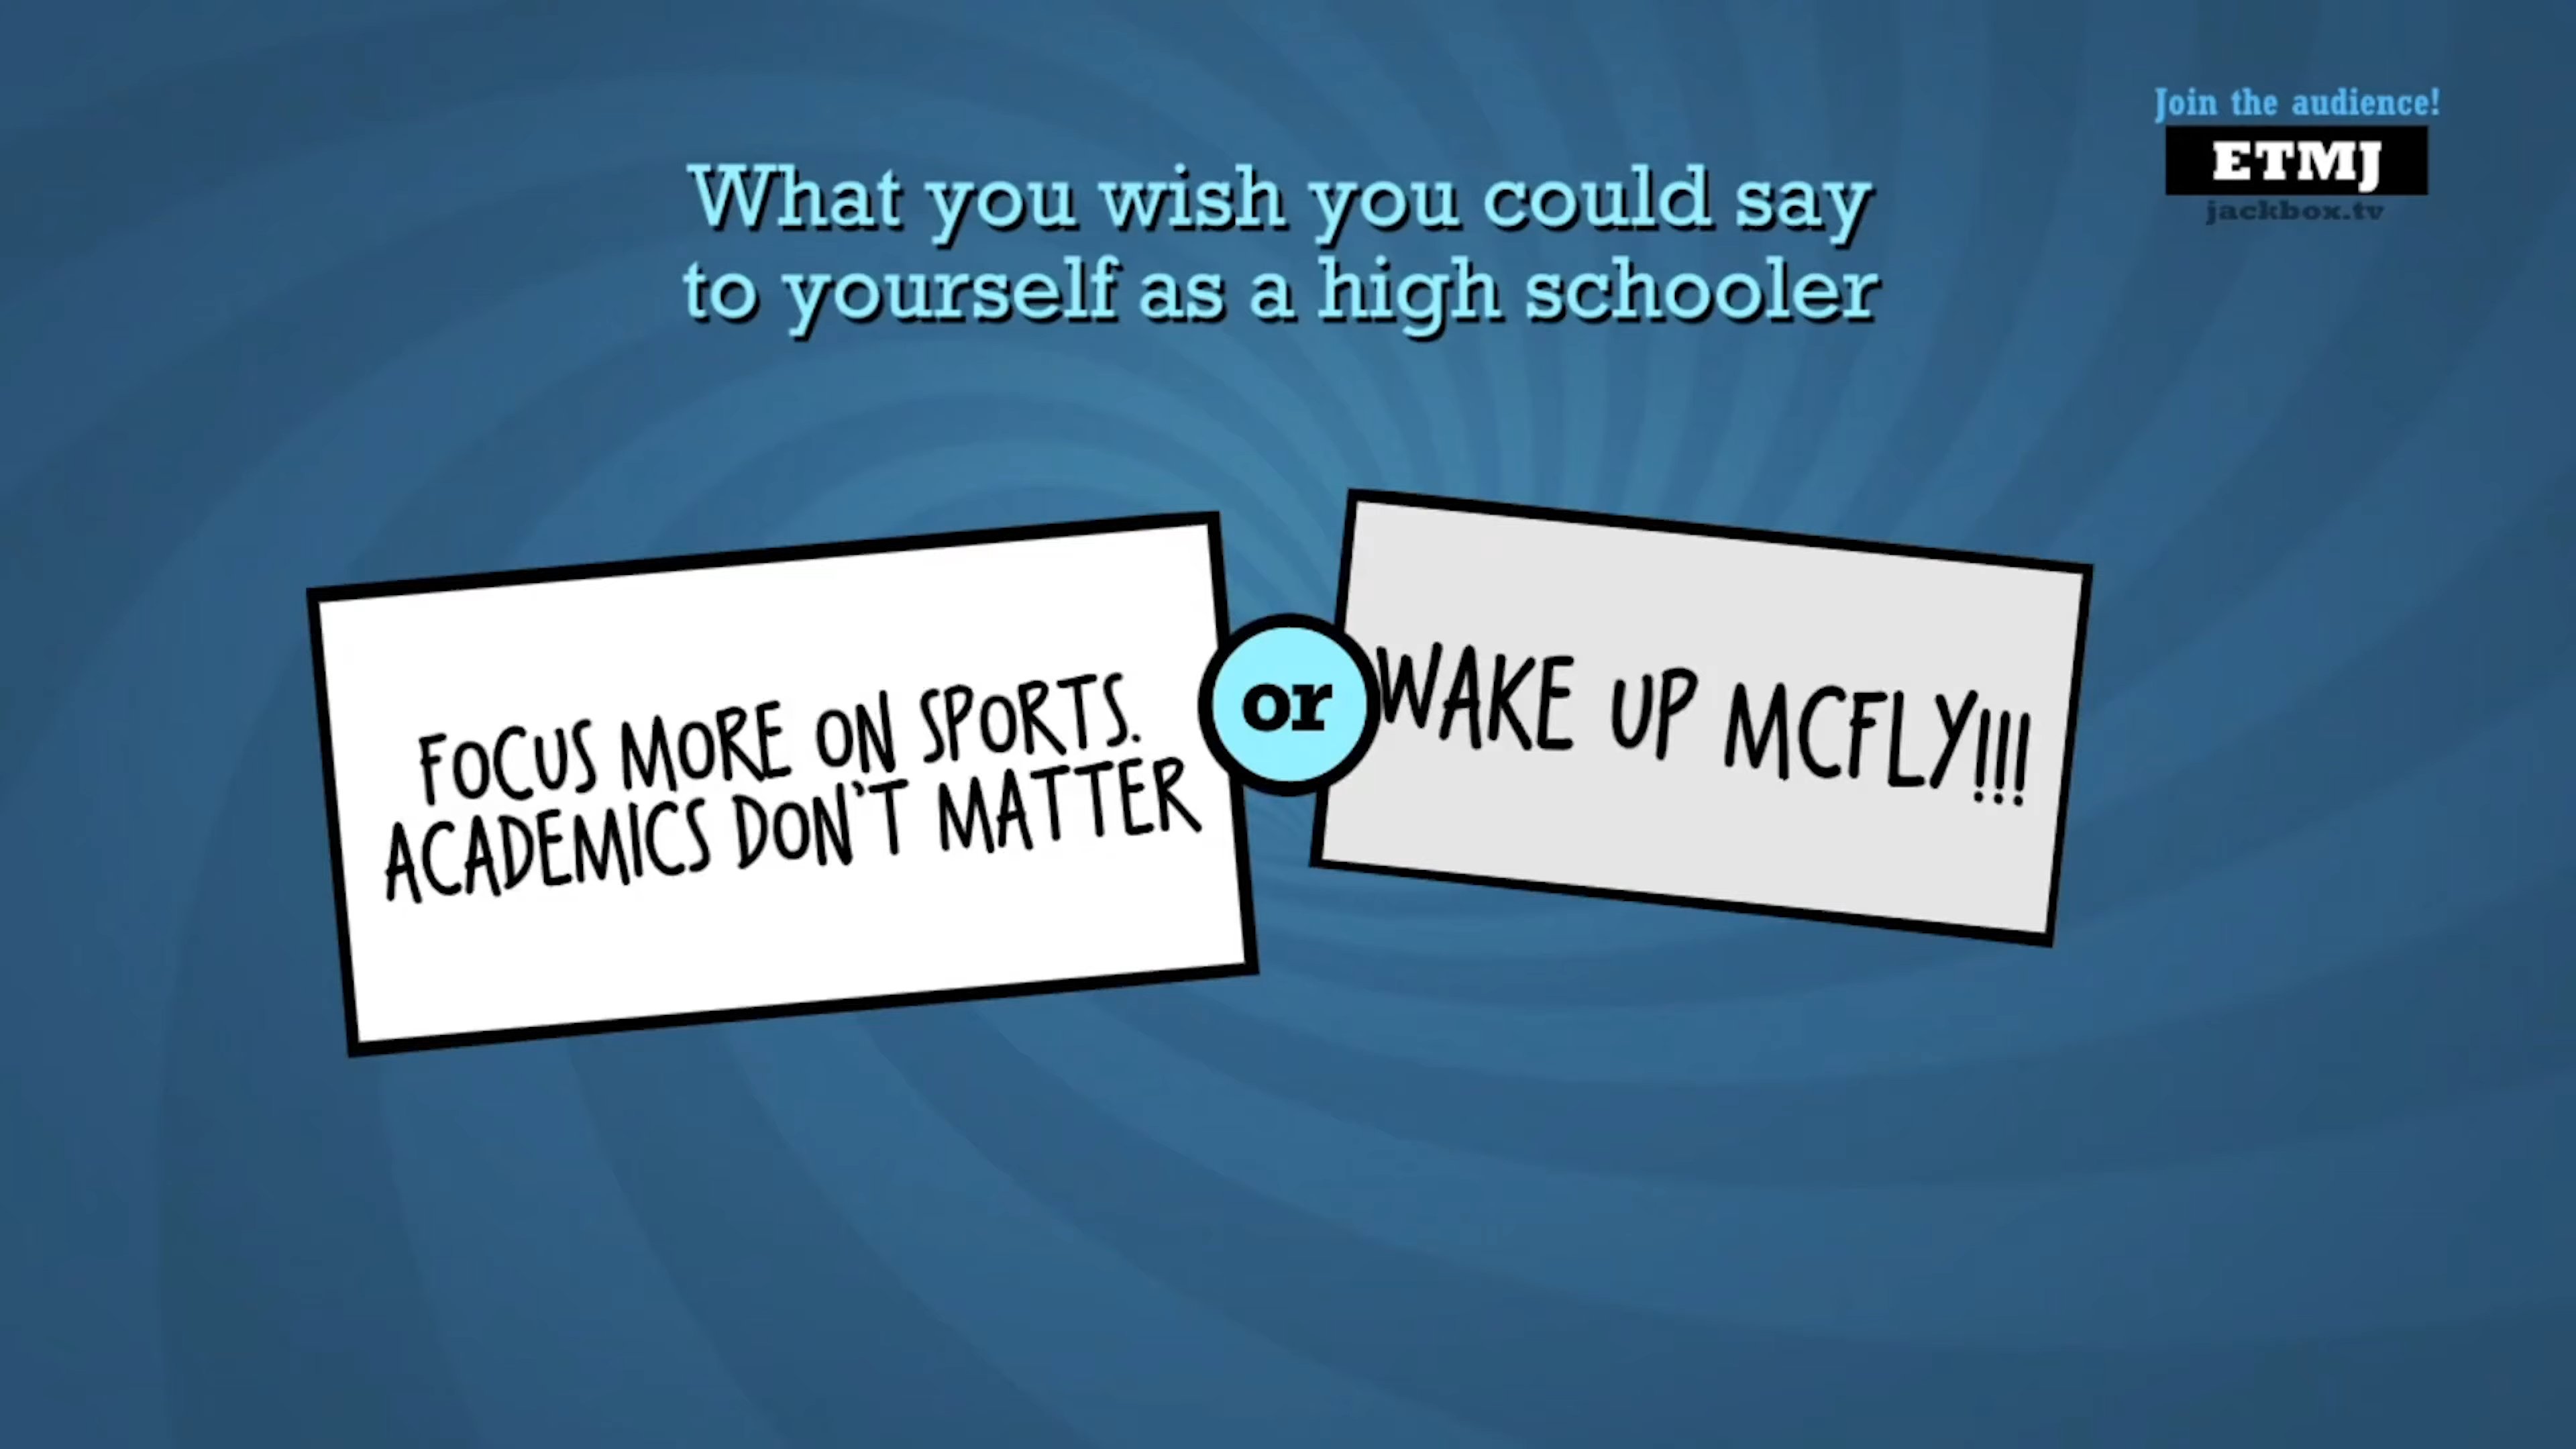 Join the audience!
ETMJ
jackbox.tv
What you wish you could say
to yourself as a high schooler
FOCUS MORE ON SPORTS.
ACADEMICS DON'T MATTER
or
WAKE UP MCFLY!!!